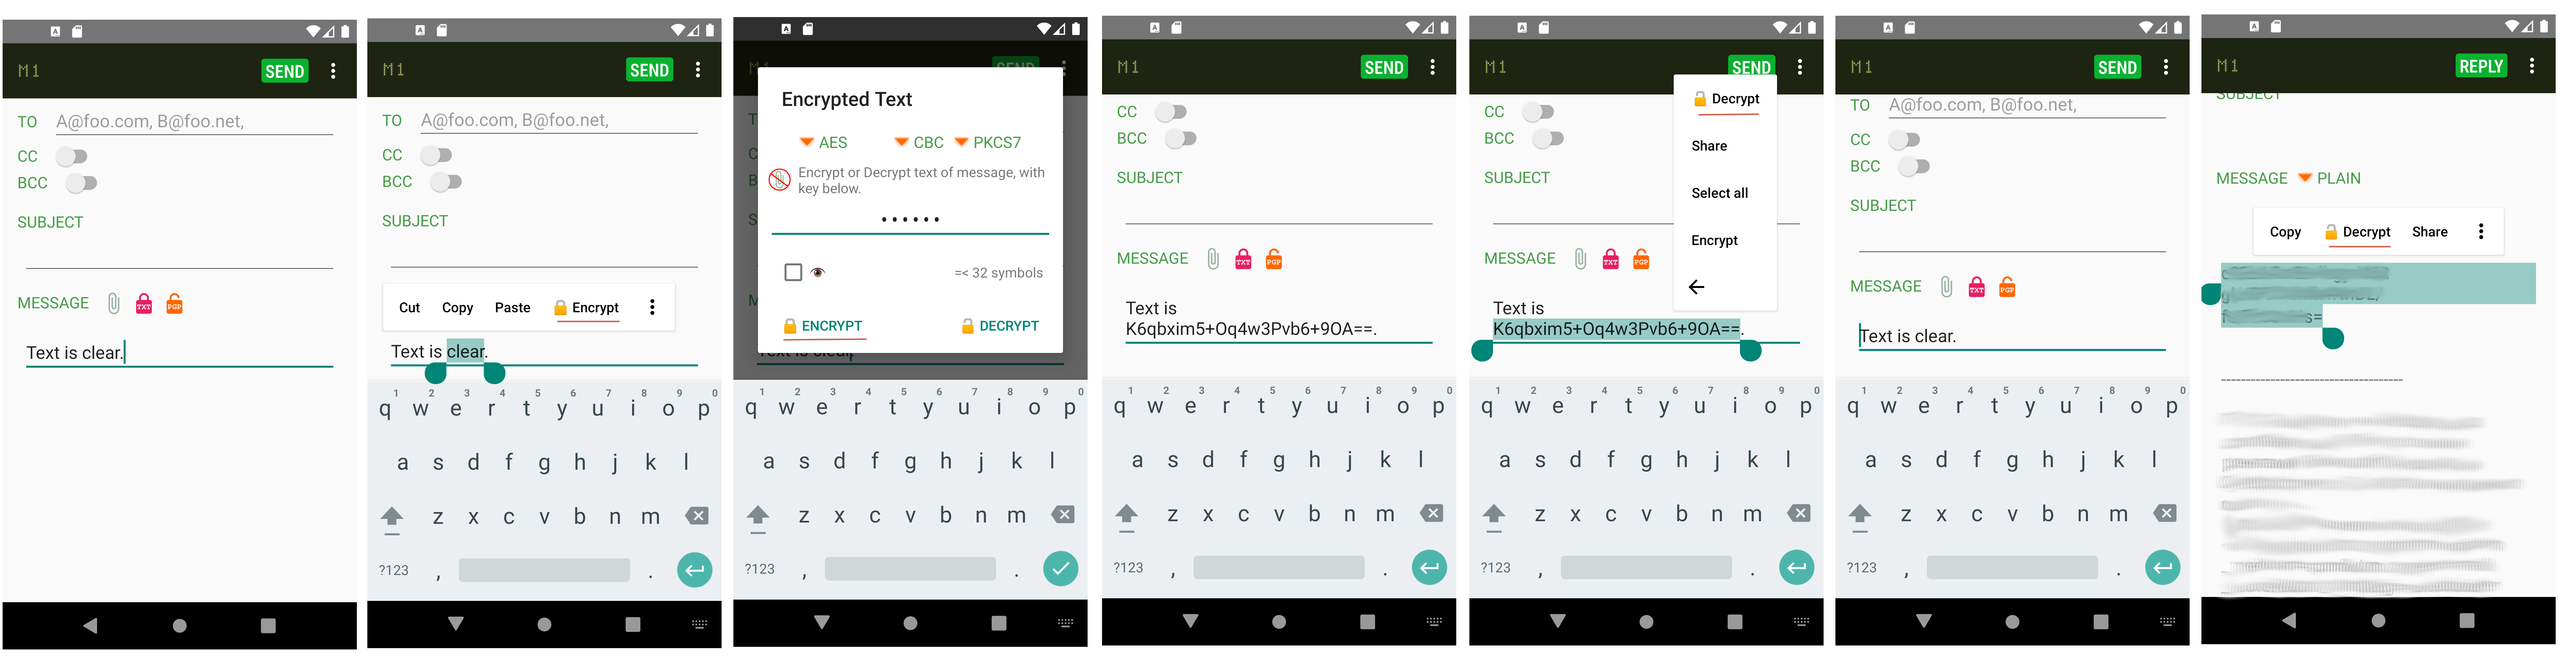 M1
SEND
TO A@foo.com, B@foo.net,
CC
BCC
SUBJECT
MESSAGE TXT PGP
Text is clear.
M1
SEND
TO A@foo.com, B@foo.net,
CC
BCC
SUBJECT
Cut Copy Paste Encrypt
Text is clear.
1 2 3 4 5 6 7 8 9 0
q w e r t y u i o p
a s d f g h j k l
z x c v b n m
?123 , .
Encrypted Text
AES CBC PKCS7
Encrypt or Decrypt text of message, with
key below.
••••••
=< 32 symbols
ENCRYPT DECRYPT
1 2 3 4 5 6 7 8 9 0
q w e r t y u i o p
a s d f g h j k l
z x c v b n m
?123 , .
M1
SEND
CC
BCC
SUBJECT
MESSAGE TXT PGP
Text is
K6qbxim5+Oq4w3Pvb6+9OA==.
1 2 3 4 5 6 7 8 9 0
q w e r t y u i o p
a s d f g h j k l
z x c v b n m
?123 , .
M1
SEND
CC
BCC
SUBJECT
MESSAGE TXT PGP
Decrypt
Share
Select all
Encrypt
Text is
K6qbxim5+Oq4w3Pvb6+9OA==.
1 2 3 4 5 6 7 8 9 0
q w e r t y u i o p
a s d f g h j k l
z x c v b n m
?123 , .
M1
SEND
TO A@foo.com, B@foo.net,
CC
BCC
SUBJECT
MESSAGE TXT PGP
Text is clear.
1 2 3 4 5 6 7 8 9 0
q w e r t y u i o p
a s d f g h j k l
z x c v b n m
?123 , .
M1
REPLY
SUBJECT
MESSAGE PLAIN
Copy Decrypt Share